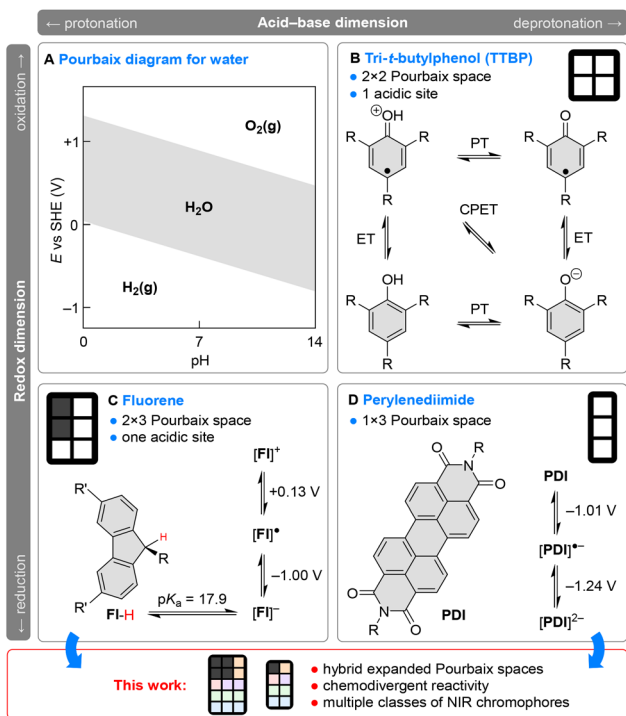 Acid–base dimension
← protonation
deprotonation →
Redox dimension
oxidation →
← reduction
A Pourbaix diagram for water
E vs SHE (V)
+1
0
–1
O2(g)
H2O
H2(g)
0
7
14
pH
B Tri-t-butylphenol (TTBP)
2×2 Pourbaix space
1 acidic site
+
OH
R
R
R
PT
O
R
R
R
ET
CPET
ET
OH
R
R
R
PT
O−
R
R
R
C Fluorene
2×3 Pourbaix space
one acidic site
R'
H
R
R'
Fl-H
pKa = 17.9
[Fl]+
+0.13 V
[Fl]•
–1.00 V
[Fl]−
D Perylenediimide
1×3 Pourbaix space
R
O
N
O
O
N
O
R
PDI
PDI
–1.01 V
[PDI]•−
–1.24 V
[PDI]2−
This work:
hybrid expanded Pourbaix spaces
chemodivergent reactivity
multiple classes of NIR chromophores